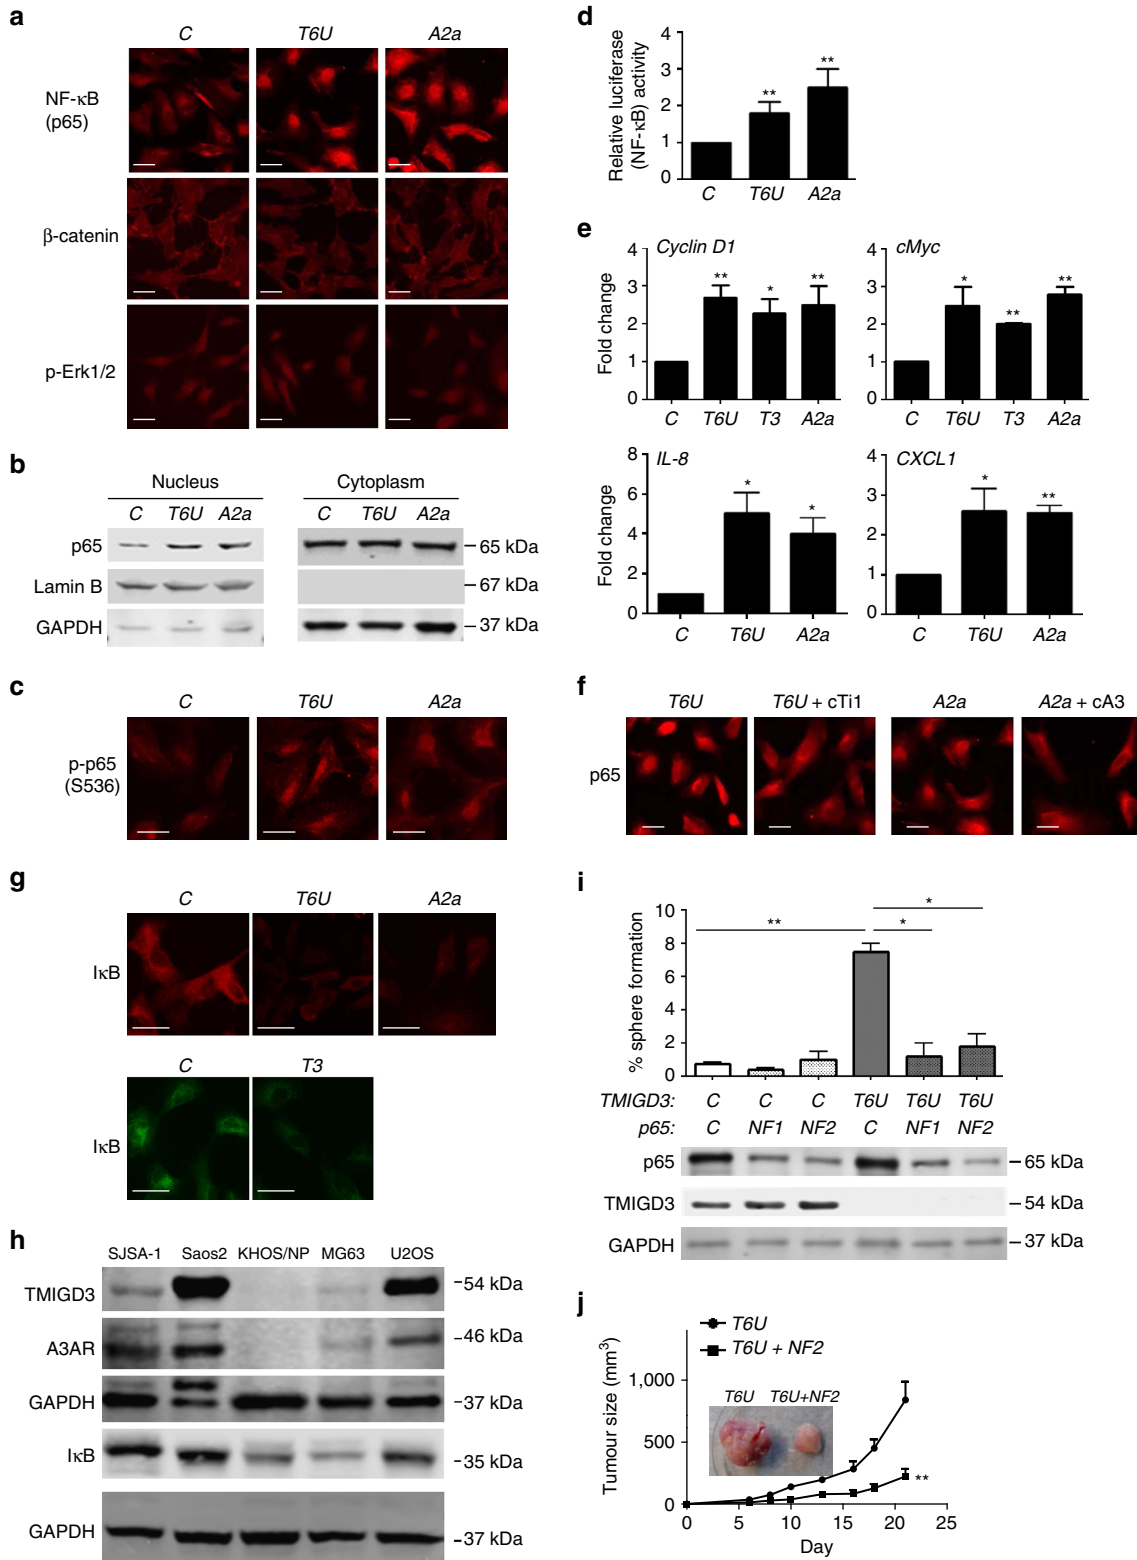 a
C T6U A2a
NF-κB
(p65)
β-catenin
p-Erk1/2
b
Nucleus Cytoplasm
C T6U A2a C T6U A2a
p65 65 kDa
Lamin B 67 kDa
GAPDH 37 kDa
c
C T6U A2a
p-p65
(S536)
d
Relative luciferase
(NF-κB) activity
4
3
2
1
0
C T6U A2a
** **
e
Cyclin D1
Fold change
4
3
2
1
0
** * **
C T6U T3 A2a
cMyc
4
3
2
1
0
* ** **
C T6U T3 A2a
IL-8
Fold change
8
6
4
2
0
* *
C T6U A2a
CXCL1
4
3
2
1
0
* **
C T6U A2a
f
T6U T6U + cTi1 A2a A2a + cA3
p65
g
C T6U A2a
IκB
C T3
IκB
h
SJSA-1 Saos2 KHOS/NP MG63 U2OS
TMIGD3 54 kDa
A3AR 46 kDa
GAPDH 37 kDa
IκB 35 kDa
GAPDH 37 kDa
i
% sphere formation
10
8
6
4
2
0
** * *
TMIGD3: C C C T6U T6U T6U
p65: C NF1 NF2 C NF1 NF2
p65 65 kDa
TMIGD3 54 kDa
GAPDH 37 kDa
j
T6U
T6U + NF2
Tumour size (mm³)
1,000
500
0
T6U T6U+NF2
**
0 5 10 15 20 25
Day